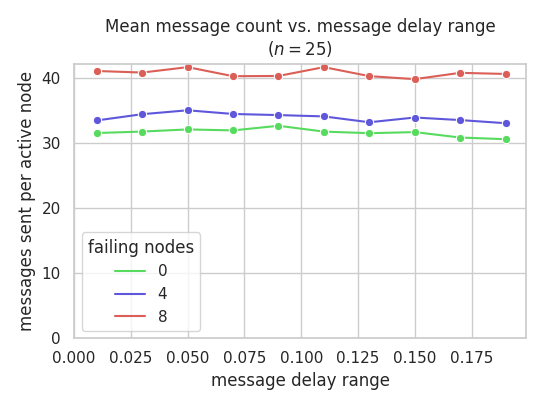 Mean message count vs. message delay range
(n = 25)
messages sent per active node
40
30
20
10
0
failing nodes
0
4
8
0.000 0.025 0.050 0.075 0.100 0.125 0.150 0.175
message delay range